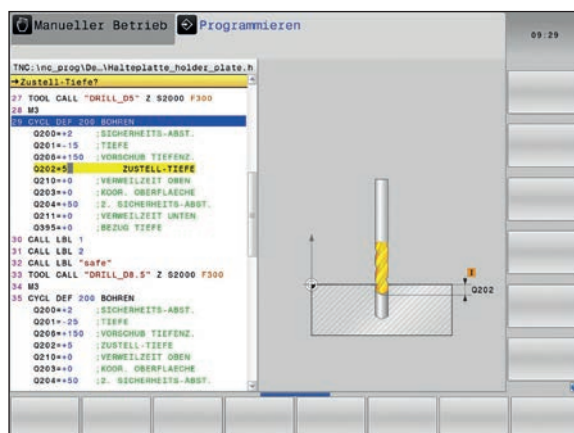 Manueller Betrieb
Programmieren
09:29
TNC:\nc_prog\De…\Halteplatte_holder_plate.h
→Zustell-Tiefe?
27 TOOL CALL "DRILL_D5" Z S2000 F300
28 M3
29 CYCL DEF 200 BOHREN
Q200=+2 ;SICHERHEITS-ABST.
Q201=-15 ;TIEFE
Q206=+150 ;VORSCHUB TIEFENZ.
Q202=5 ZUSTELL-TIEFE
Q210=+0 ;VERWEILZEIT OBEN
Q203=+0 ;KOOR. OBERFLAECHE
Q204=+50 ;2. SICHERHEITS-ABST.
Q211=+0 ;VERWEILZEIT UNTEN
Q395=+0 ;BEZUG TIEFE
30 CALL LBL 1
31 CALL LBL 2
32 CALL LBL "safe"
33 TOOL CALL "DRILL_D8.5" Z S2000 F300
34 M3
35 CYCL DEF 200 BOHREN
Q200=+2 ;SICHERHEITS-ABST.
Q201=-25 ;TIEFE
Q206=+150 ;VORSCHUB TIEFENZ.
Q202=+5 ;ZUSTELL-TIEFE
Q210=+0 ;VERWEILZEIT OBEN
Q203=+0 ;KOOR. OBERFLAECHE
Q204=+50 ;2. SICHERHEITS-ABST.
I
Q202